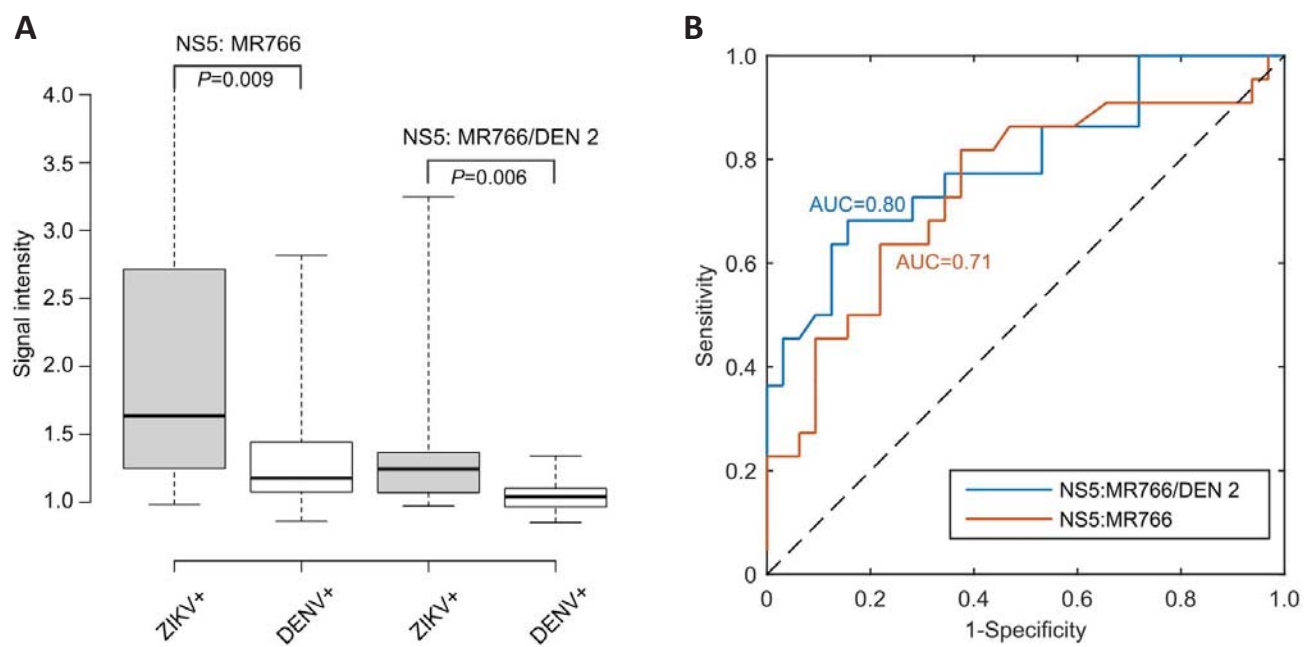 A
NS5: MR766
P=0.009
NS5: MR766/DEN 2
P=0.006
4.0
3.5
3.0
2.5
2.0
1.5
1.0
Signal intensity
ZIKV+
DENV+
ZIKV+
DENV+
B
1.0
0.8
0.6
0.4
0.2
0
Sensitivity
AUC=0.80
AUC=0.71
NS5:MR766/DEN 2
NS5:MR766
0
0.2
0.4
0.6
0.8
1.0
1-Specificity